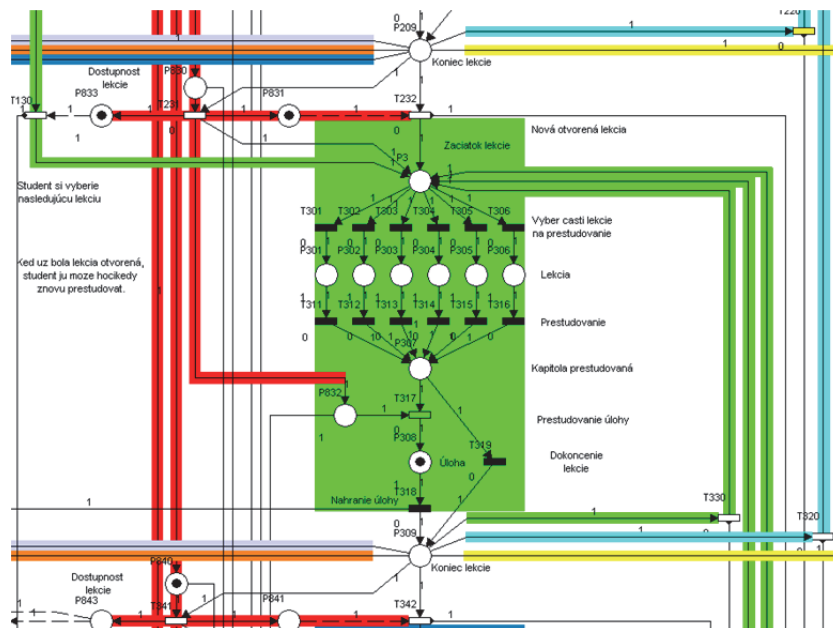 P209
T220
Koniec lekcie
Dostupnost
lekcie
P830
P833
P831
T130
T231
T232
Nová otvorená lekcia
Zaciatok lekcie
P3
Student si vyberie
nasledujúcu lekciu
T301 T302 T303 T304 T305 T306
Vyber casti lekcie
na prestudovanie
P301 P302 P303 P304 P305 P306
Ked uz bola lekcia otvorená,
student ju moze hocikedy
znovu prestudovat.
Lekcia
T311 T312 T313 T314 T315 T316
Prestudovanie
P307
Kapitola prestudovaná
P832
T317
Prestudovanie úlohy
P308
T319
Úloha
Dokoncenie
lekcie
T318
Nahranie úlohy
T330
T320
P309
Koniec lekcie
P840
Dostupnost
lekcie
P843
T341
P841
T342